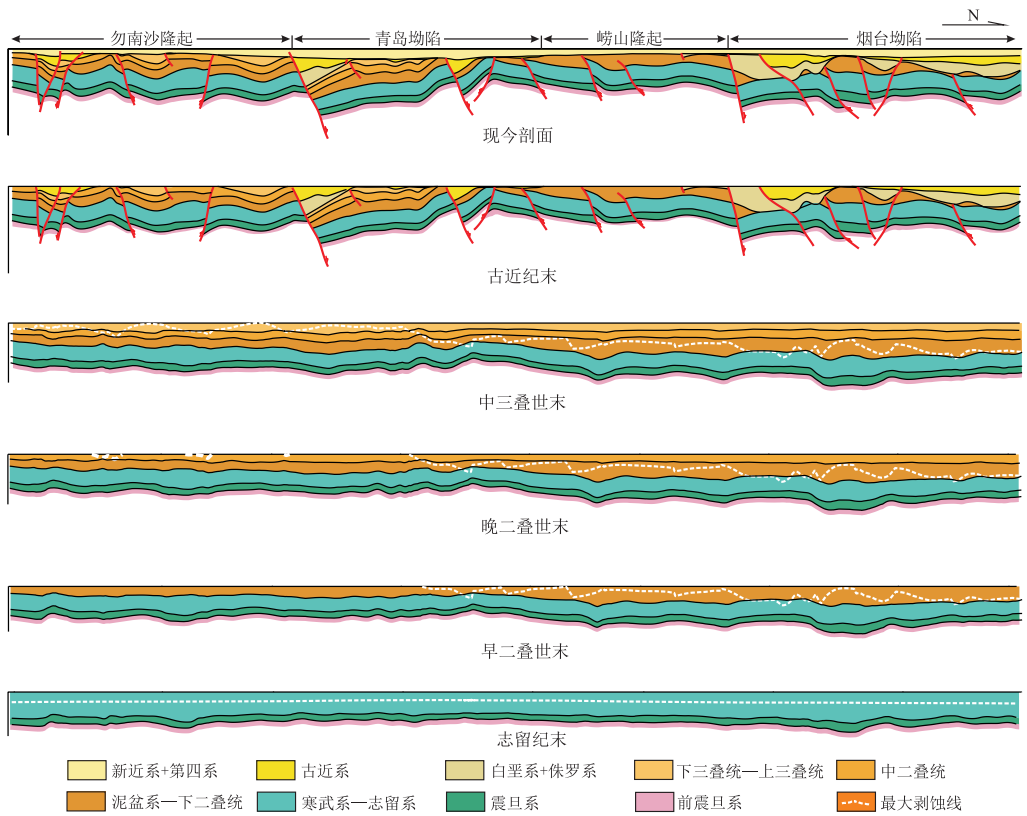 N
勿南沙隆起 青岛坳陷 崂山隆起 烟台坳陷
现今剖面
古近纪末
中三叠世末
晚二叠世末
早二叠世末
志留纪末
新近系+第四系 古近系 白垩系+侏罗系 下三叠统—上三叠统 中二叠统
泥盆系—下二叠统 寒武系—志留系 震旦系 前震旦系 最大剥蚀线